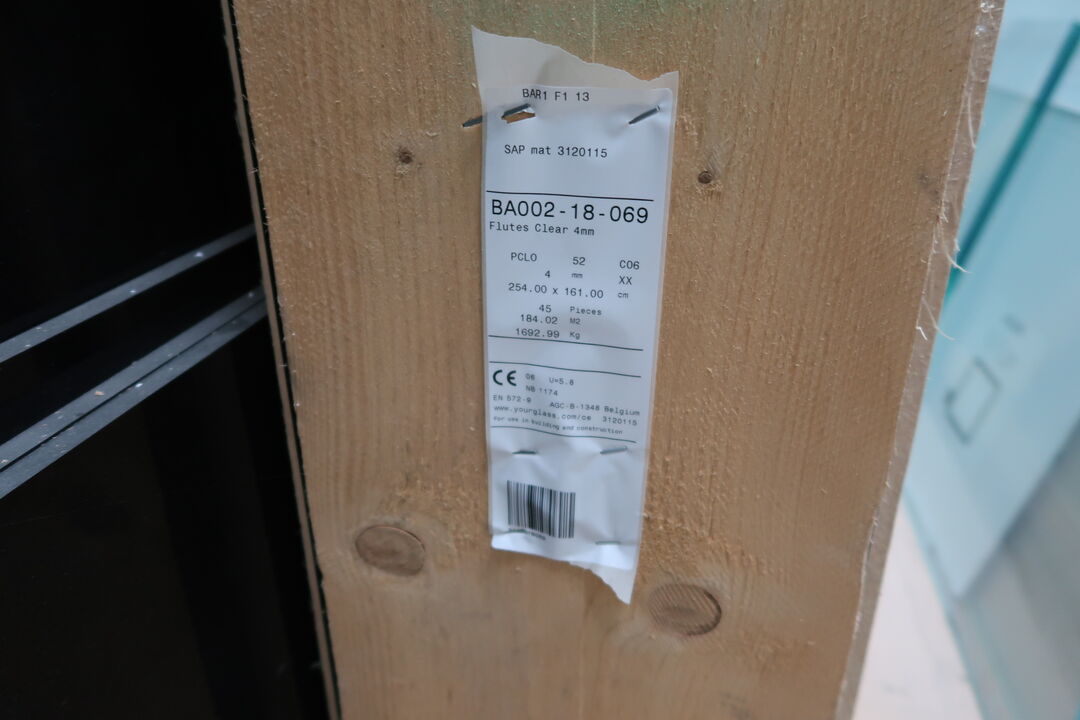 BAR1 F1 13
SAP mat 3120115
BA002-18-069
Flutes Clear 4mm
PCLO 52 C06
4 mm XX
254.00 x 161.00 cm
45 Pieces
184.02 M2
1692.99 Kg
CE 06 U=5.8
NB 1174
EN 572-9 AGC-B-1348 Belgium
www.yourglass.com/ce 3120115
For use in building and construction